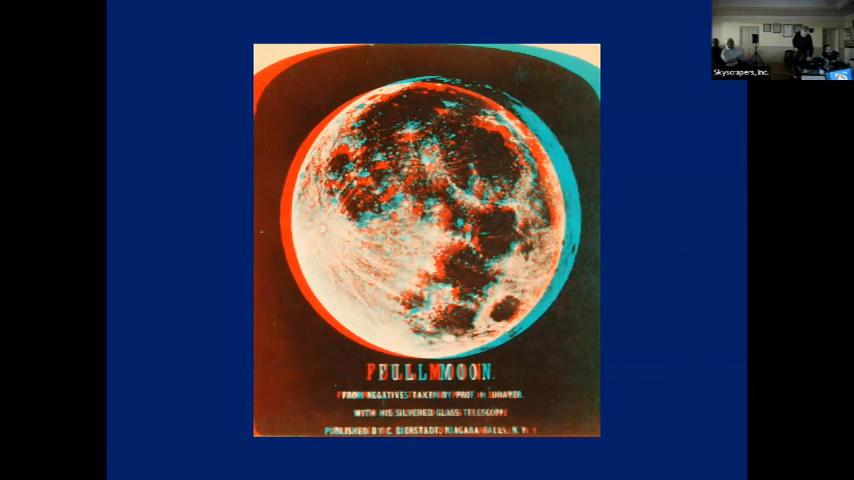 Skyscrapers, Inc.
FULL MOON.
FROM NEGATIVES TAKEN BY PROF H. DRAPER.
WITH HIS SILVERED GLASS TELESCOPE
PUBLISHED BY C. BIERSTADT, NIAGARA FALLS, N. Y.